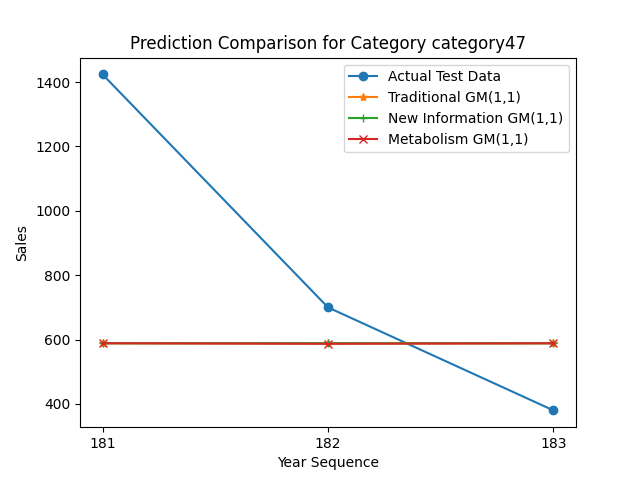 Prediction Comparison for Category category47
Actual Test Data
Traditional GM(1,1)
New Information GM(1,1)
Metabolism GM(1,1)
1400
1200
1000
800
600
400
Sales
181
182
183
Year Sequence